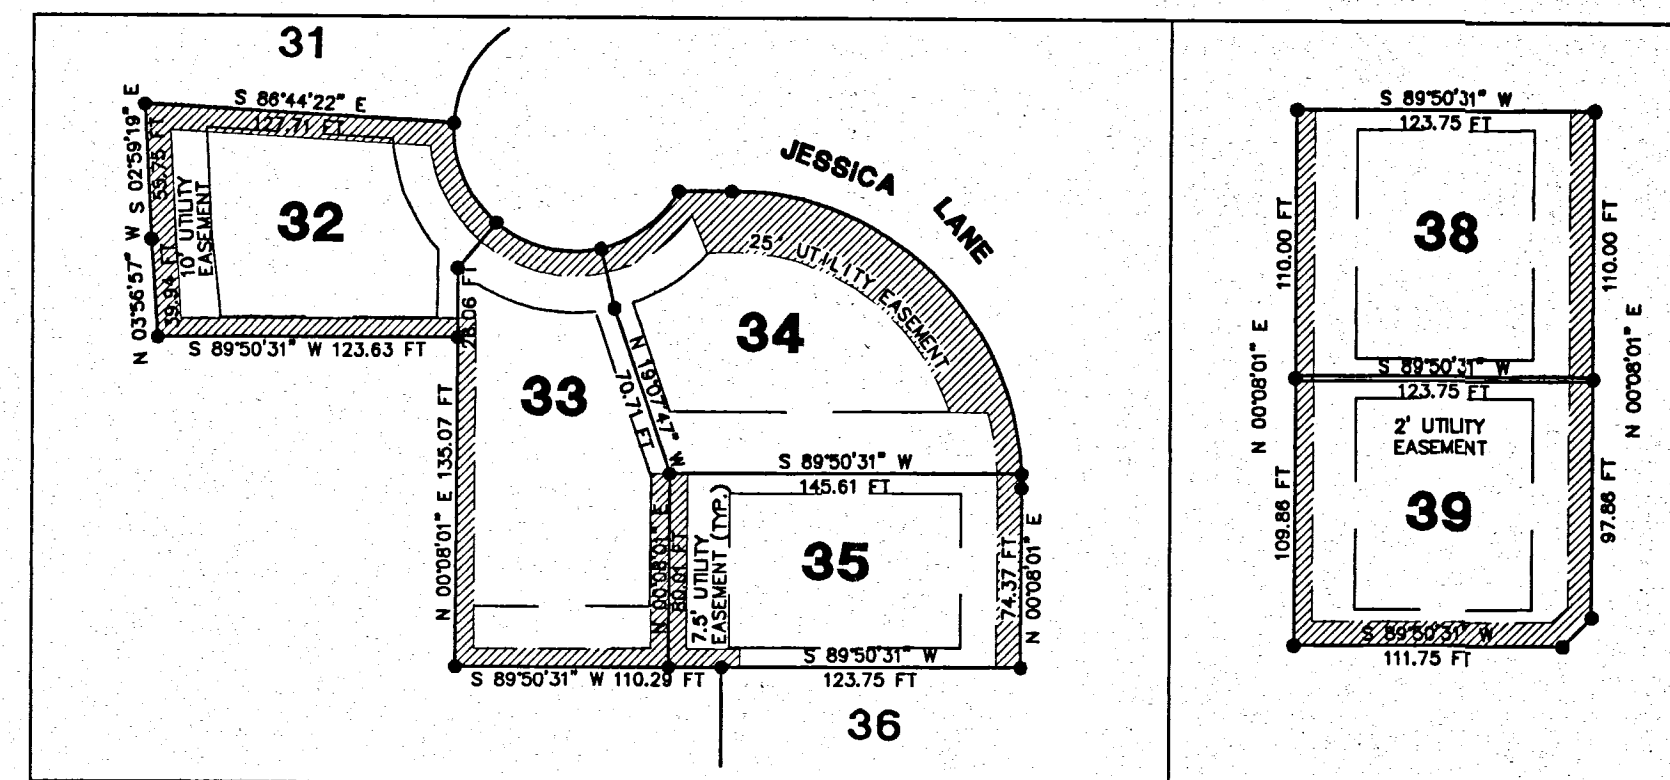 31
S 86°44'22" E
127.71 FT
S 02°59'19" E
55.75 FT
N 03°56'57" W
39.94 FT
10' UTILITY
EASEMENT
32
28.06 FT
S 89°50'31" W 123.63 FT
JESSICA
LANE
25' UTILITY EASEMENT
34
33
N 19°07'47" W
70.71 FT
N 00°08'01" E 135.07 FT
S 89°50'31" W
145.61 FT
N 00°08'01" E
80.01 FT
7.5' UTILITY
EASEMENT (TYP.)
35
74.37 FT
N 00°08'01" E
S 89°50'31" W 110.29 FT
S 89°50'31" W
123.75 FT
36
S 89°50'31" W
123.75 FT
110.00 FT
38
110.00 FT
N 00°08'01" E
N 00°08'01" E
S 89°50'31" W
123.75 FT
2' UTILITY
EASEMENT
39
109.86 FT
97.86 FT
S 89°50'31" W
111.75 FT